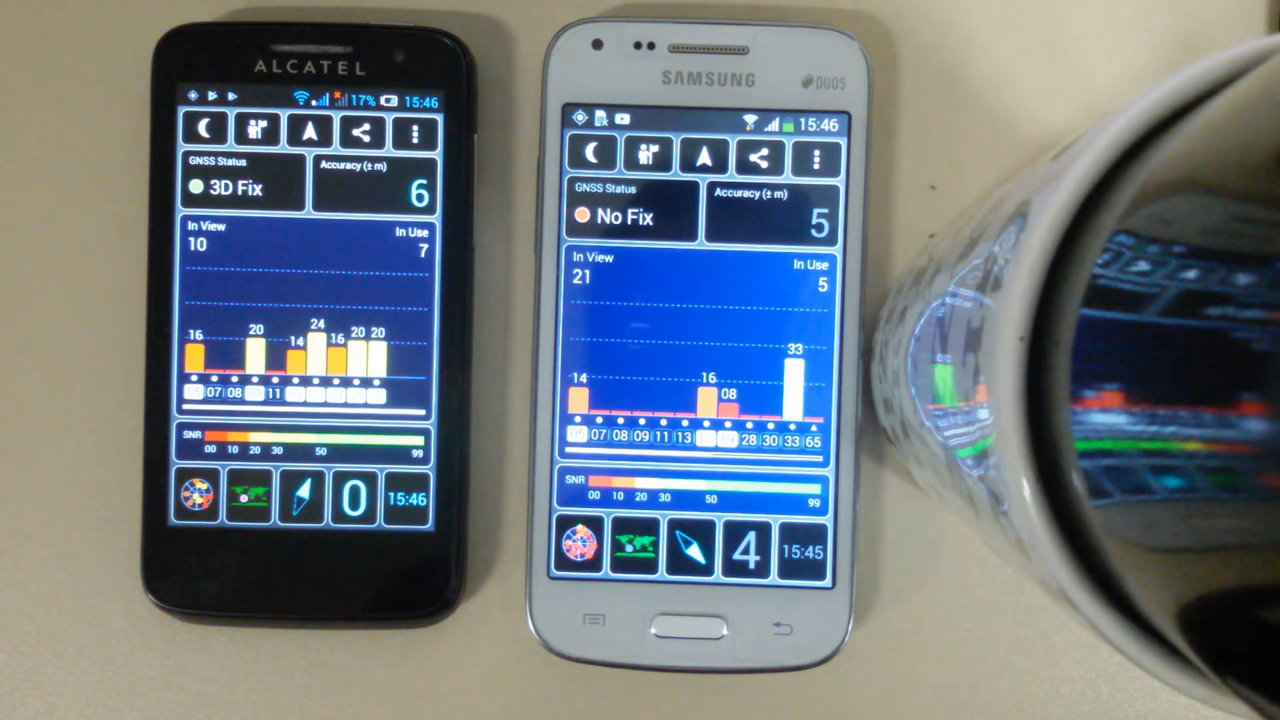 ALCATEL
17% 15:46
GNSS Status
3D Fix
Accuracy (± m)
6
In View
10
In Use
7
16 20 14 24 16 20 20
07 08 11
SNR
00 10 20 30 50 99
0 15:46
SAMSUNG
DUOS
15:46
GNSS Status
No Fix
Accuracy (± m)
5
In View
21
In Use
5
14 16 08 33
07 08 09 11 13 28 30 33 65
SNR
00 10 20 30 50 99
4 15:45